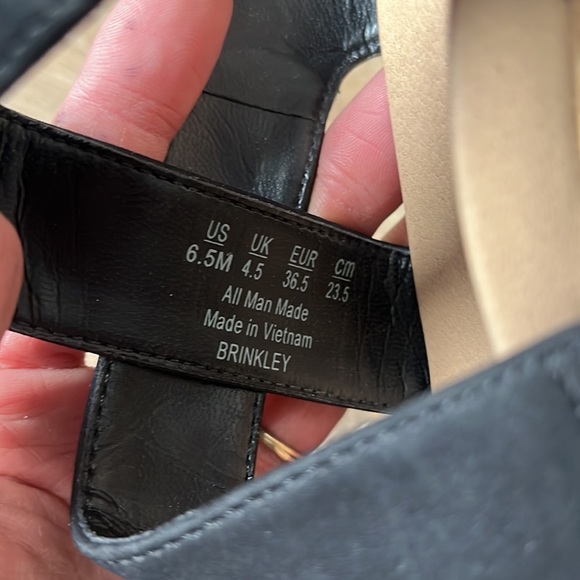 US UK EUR cm
6.5M 4.5 36.5 23.5
All Man Made
Made in Vietnam
BRINKLEY